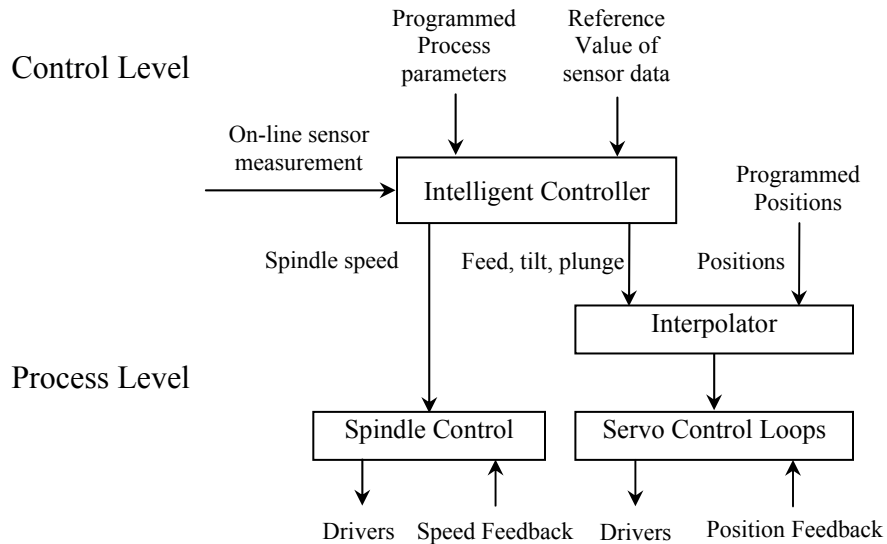 Programmed
Process
parameters
Reference
Value of
sensor data
Control Level
On-line sensor
measurement
Intelligent Controller
Programmed
Positions
Spindle speed
Feed, tilt, plunge
Positions
Interpolator
Process Level
Spindle Control
Servo Control Loops
Drivers
Speed Feedback
Drivers
Position Feedback